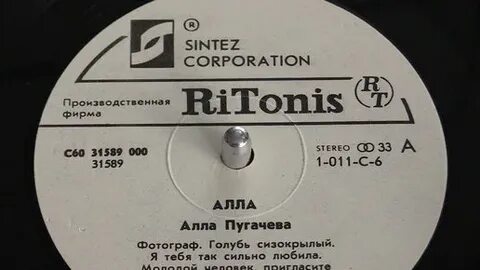 ®
SINTEZ
CORPORATION
Производственная
фирма
RiTonis
RT
С60 31589 000
31589
STEREO 33 A
1-011-C-6
АЛЛА
Алла Пугачева
Фотограф. Голубь сизокрылый.
Я тебя так сильно любила.
Молодой человек, пригласите